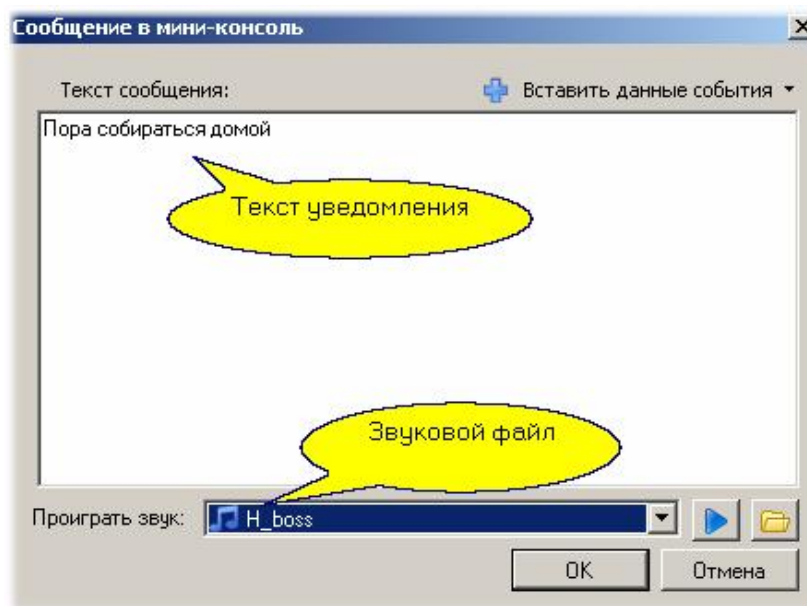 Сообщение в мини-консоль
Текст сообщения: Вставить данные события
Пора собираться домой
Текст уведомления
Звуковой файл
Проиграть звук: H_boss
OK Отмена